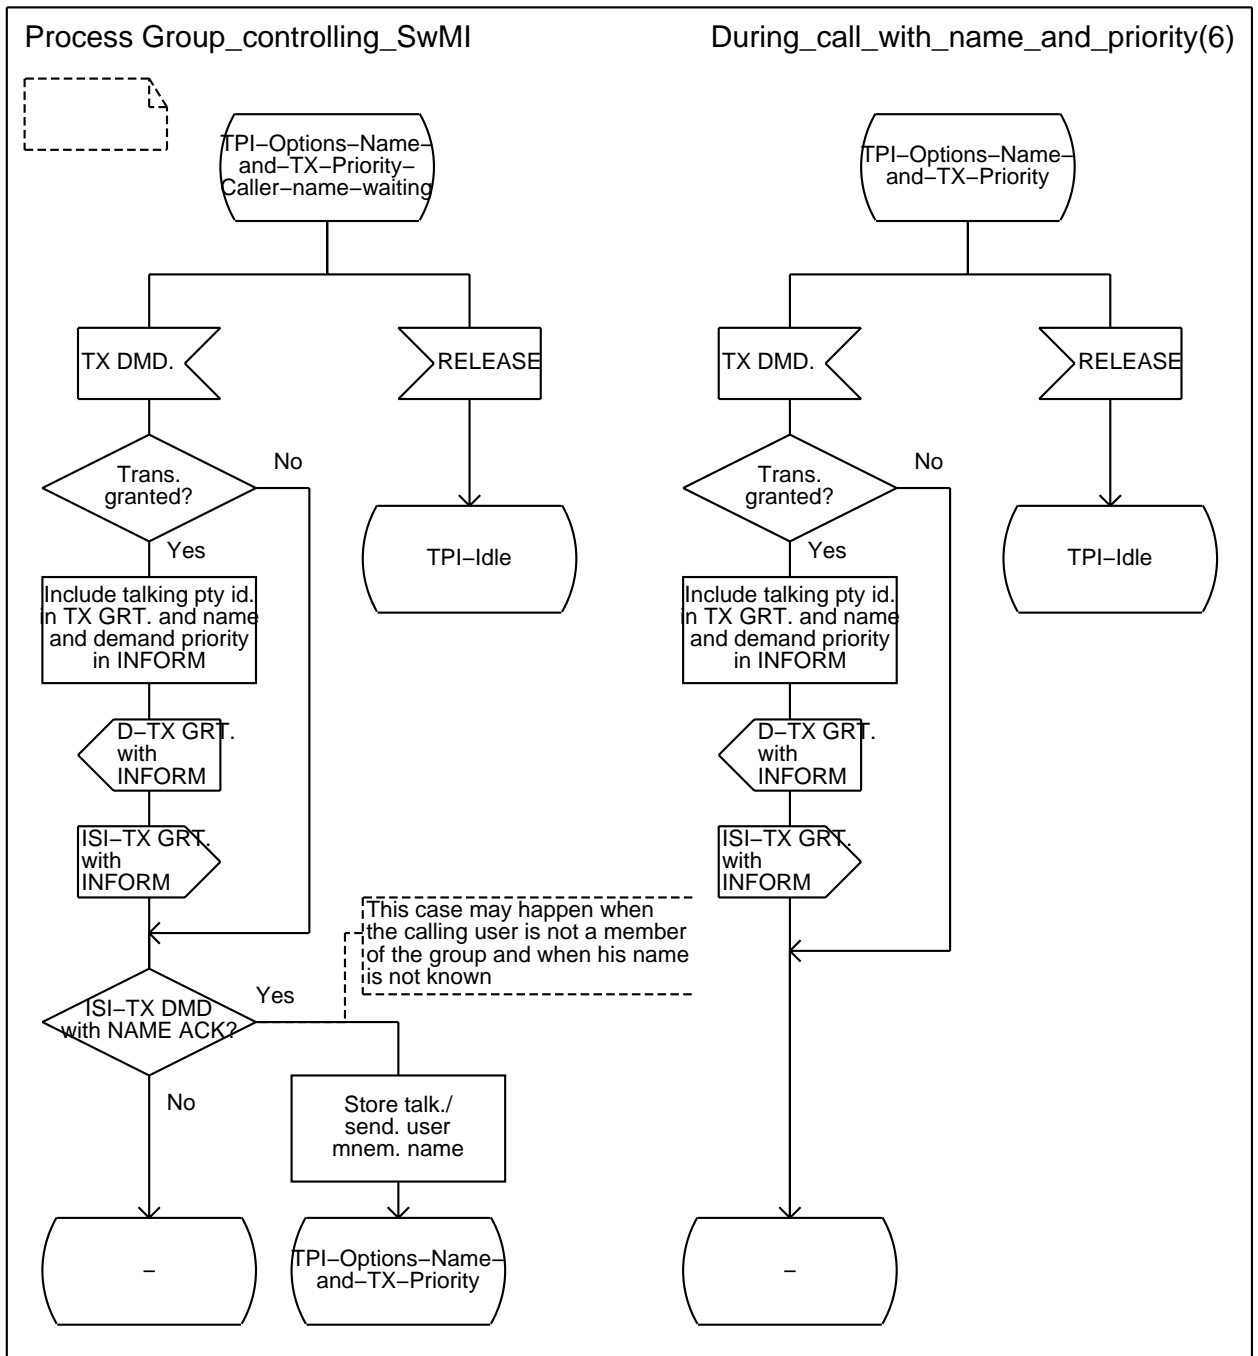 Process Group_controlling_SwMI
During_call_with_name_and_priority(6)
TPI–Options–Name–
and–TX–Priority–
Caller–name–waiting
TX DMD.
RELEASE
Trans.
granted?
No
Yes
TPI–Idle
Include talking pty id.
in TX GRT. and name
and demand priority
in INFORM
D–TX GRT.
with
INFORM
ISI–TX GRT.
with
INFORM
This case may happen when
the calling user is not a member
of the group and when his name
is not known
ISI–TX DMD
with NAME ACK?
Yes
No
Store talk./
send. user
mnem. name
–
TPI–Options–Name–
and–TX–Priority
TPI–Options–Name–
and–TX–Priority
TX DMD.
RELEASE
Trans.
granted?
No
Yes
TPI–Idle
Include talking pty id.
in TX GRT. and name
and demand priority
in INFORM
D–TX GRT.
with
INFORM
ISI–TX GRT.
with
INFORM
–